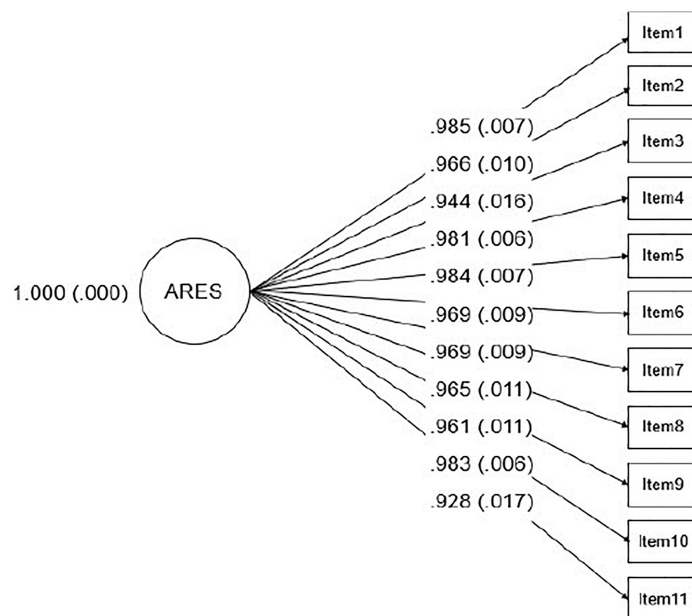 Item1
Item2
.985 (.007)
Item3
.966 (.010)
.944 (.016)
Item4
.981 (.006)
Item5
.984 (.007)
1.000 (.000)
ARES
.969 (.009)
Item6
.969 (.009)
Item7
.965 (.011)
.961 (.011)
Item8
.983 (.006)
Item9
.928 (.017)
Item10
Item11